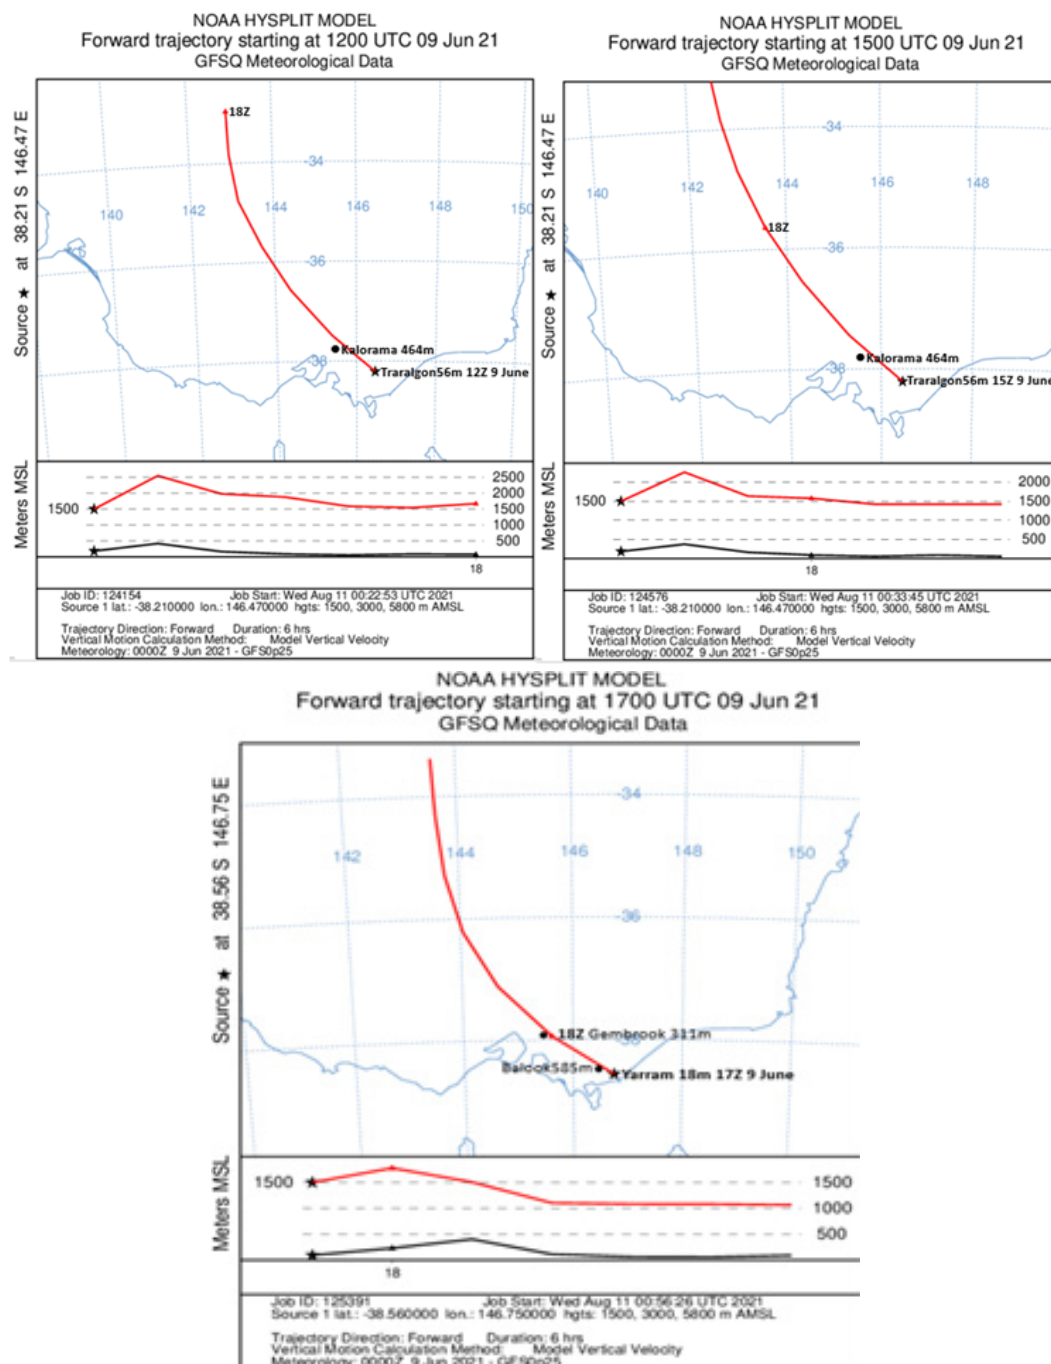 NOAA HYSPLIT MODEL
Forward trajectory starting at 1200 UTC 09 Jun 21
GFSQ Meteorological Data
Source ★ at 38.21 S 146.47 E
18Z
-34
140
142
144
146
148
150
-36
Kalorama 464m
-38
Traralgon56m 12Z 9 June
Meters MSL
1500
2500
2000
1500
1000
500
18
Job ID: 124154 Job Start: Wed Aug 11 00:22:53 UTC 2021
Source 1 lat.: -38.210000 lon.: 146.470000 hgts: 1500, 3000, 5800 m AMSL
Trajectory Direction: Forward Duration: 6 hrs
Vertical Motion Calculation Method: Model Vertical Velocity
Meteorology: 0000Z 9 Jun 2021 - GFS0p25
NOAA HYSPLIT MODEL
Forward trajectory starting at 1500 UTC 09 Jun 21
GFSQ Meteorological Data
Source ★ at 38.21 S 146.47 E
-34
140
142
144
146
148
18Z
-36
Kalorama 464m
-38
Traralgon56m 15Z 9 June
Meters MSL
1500
2000
1500
1000
500
18
Job ID: 124576 Job Start: Wed Aug 11 00:33:45 UTC 2021
Source 1 lat.: -38.210000 lon.: 146.470000 hgts: 1500, 3000, 5800 m AMSL
Trajectory Direction: Forward Duration: 6 hrs
Vertical Motion Calculation Method: Model Vertical Velocity
Meteorology: 0000Z 9 Jun 2021 - GFS0p25
NOAA HYSPLIT MODEL
Forward trajectory starting at 1700 UTC 09 Jun 21
GFSQ Meteorological Data
Source ★ at 38.56 S 146.75 E
-34
142
144
146
148
150
-36
18Z Gembrook 311m
-38
Balook585m
Yarram 18m 17Z 9 June
Meters MSL
1500
1500
1000
500
18
Job ID: 125391 Job Start: Wed Aug 11 00:56:26 UTC 2021
Source 1 lat.: -38.560000 lon.: 146.750000 hgts: 1500, 3000, 5800 m AMSL
Trajectory Direction: Forward Duration: 6 hrs
Vertical Motion Calculation Method: Model Vertical Velocity
Meteorology: 0000Z 9 Jun 2021 - GFS0p25